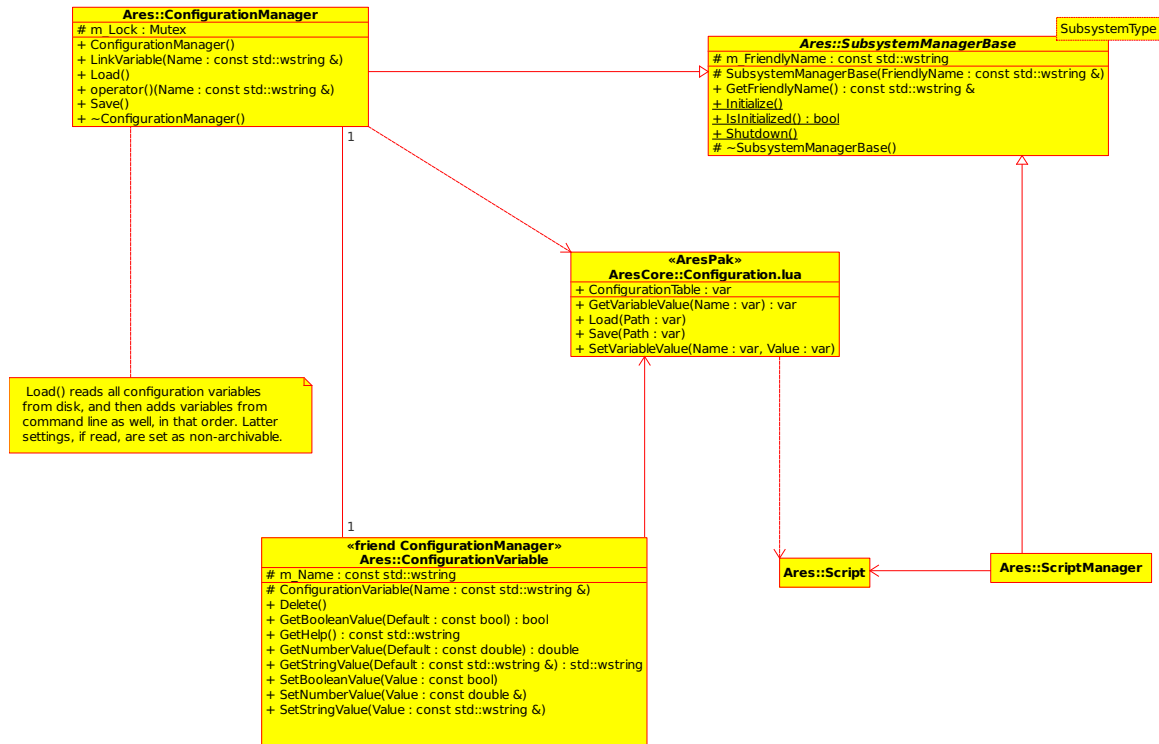 Ares::ConfigurationManager
# m_Lock : Mutex
+ ConfigurationManager()
+ LinkVariable(Name : const std::wstring &)
+ Load()
+ operator()(Name : const std::wstring &)
+ Save()
+ ~ConfigurationManager()
SubsystemType
Ares::SubsystemManagerBase
# m_FriendlyName : const std::wstring
# SubsystemManagerBase(FriendlyName : const std::wstring &)
+ GetFriendlyName() : const std::wstring &
+ Initialize()
+ IsInitialized() : bool
+ Shutdown()
# ~SubsystemManagerBase()
1
«AresPak»
AresCore::Configuration.lua
+ ConfigurationTable : var
+ GetVariableValue(Name : var) : var
+ Load(Path : var)
+ Save(Path : var)
+ SetVariableValue(Name : var, Value : var)
Load() reads all configuration variables
from disk, and then adds variables from
command line as well, in that order. Latter
settings, if read, are set as non-archivable.
1
«friend ConfigurationManager»
Ares::ConfigurationVariable
# m_Name : const std::wstring
# ConfigurationVariable(Name : const std::wstring &)
+ Delete()
+ GetBooleanValue(Default : const bool) : bool
+ GetHelp() : const std::wstring
+ GetNumberValue(Default : const double) : double
+ GetStringValue(Default : const std::wstring &) : std::wstring
+ SetBooleanValue(Value : const bool)
+ SetNumberValue(Value : const double &)
+ SetStringValue(Value : const std::wstring &)
Ares::Script
Ares::ScriptManager